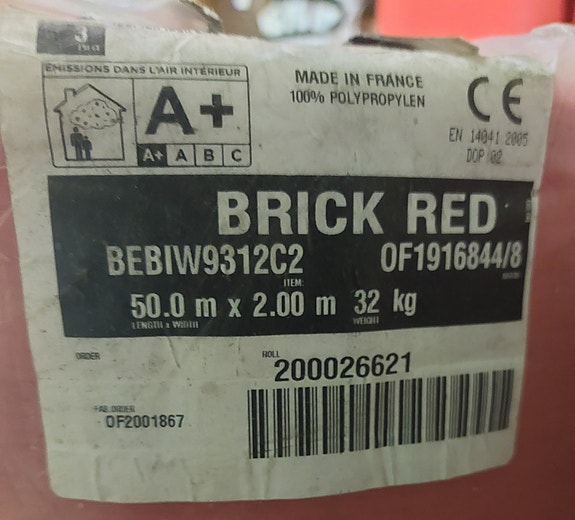 3
ÉMISSIONS DANS L'AIR INTÉRIEUR
A+
A+ A B C
MADE IN FRANCE
100% POLYPROPYLEN
CE
EN 14041 2005
DOP 02
BRICK RED
BEBIW9312C2 OF1916844/8
ITEM:
50.0 m x 2.00 m 32 kg
LENGTH x WIDTH WEIGHT
ORDER ROLL
200026621
FAB.ORDER
OF2001867